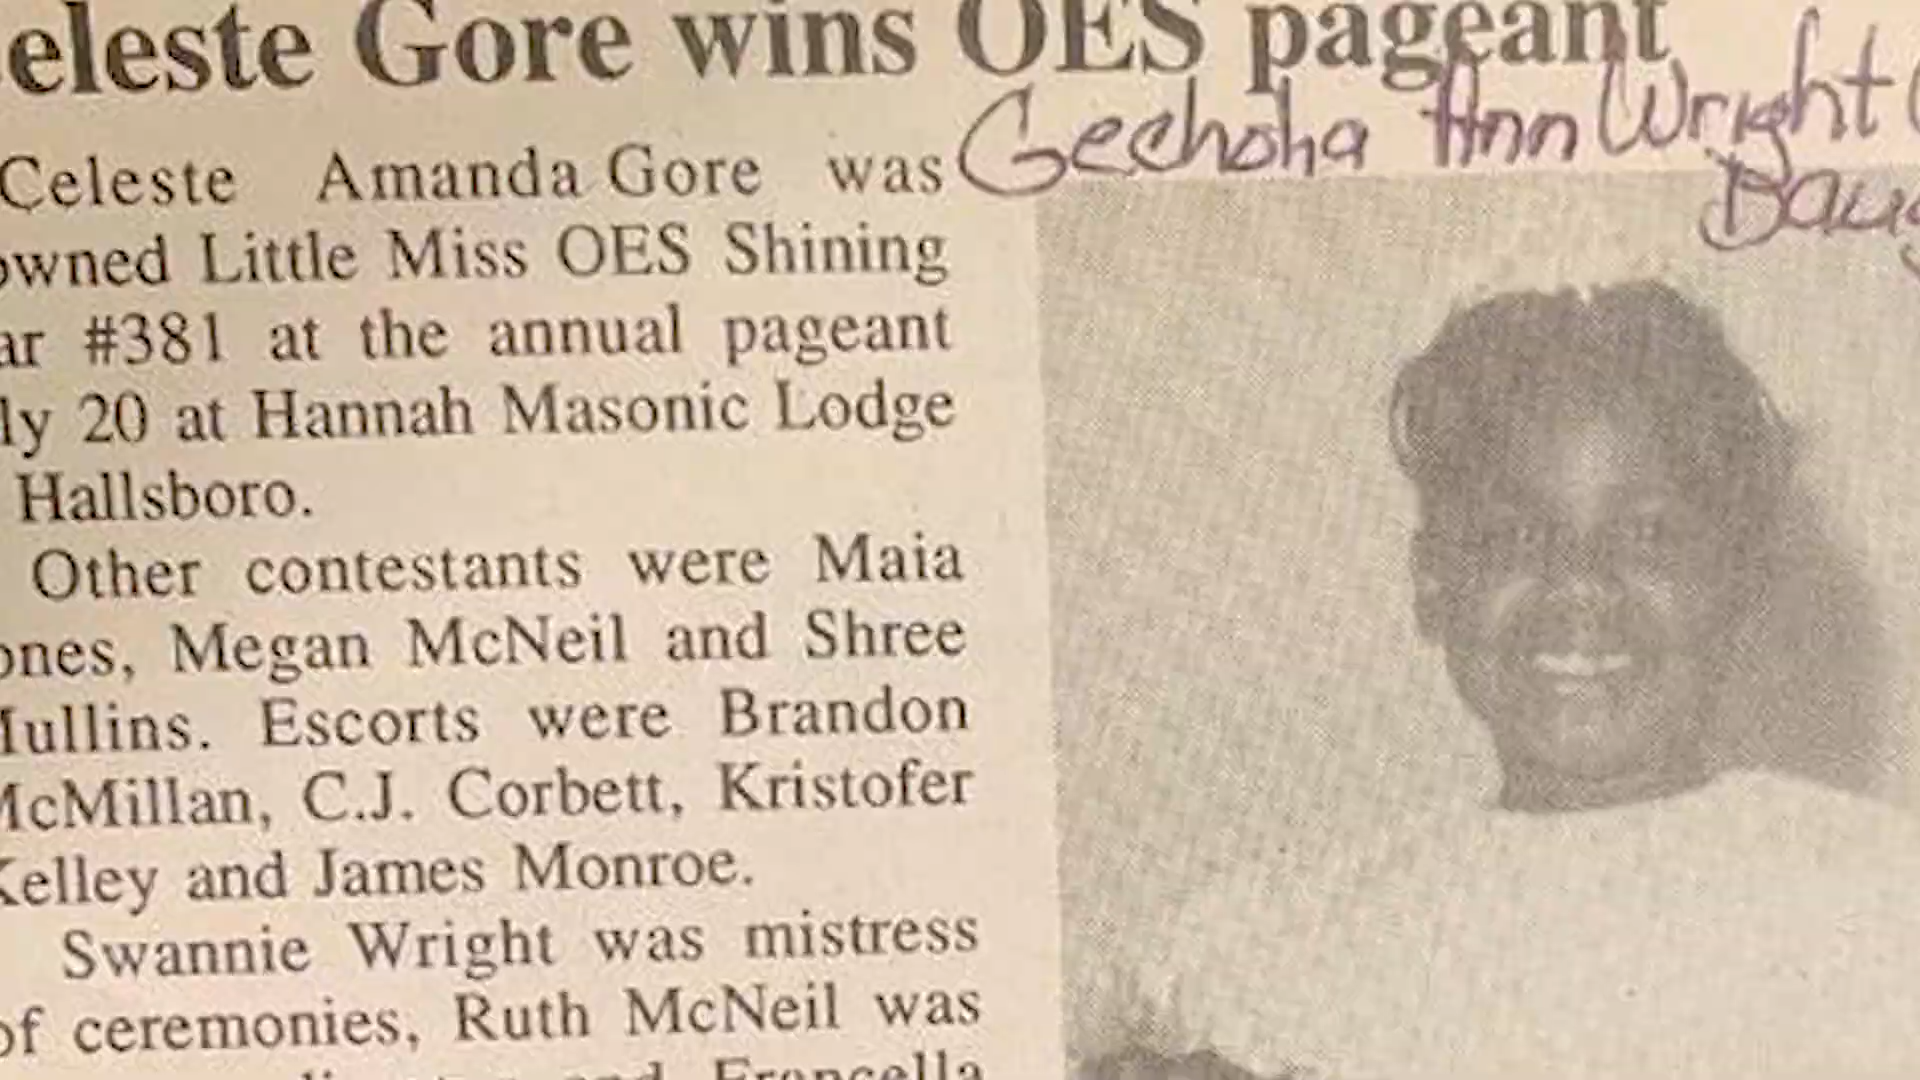 eleste Gore wins OES pageant
Gechoha Ann Wright
Celeste Amanda Gore was
owned Little Miss OES Shining
ar #381 at the annual pageant
ly 20 at Hannah Masonic Lodge
Hallsboro.
Other contestants were Maia
ones, Megan McNeil and Shree
Mullins. Escorts were Brandon
McMillan, C.J. Corbett, Kristofer
Kelley and James Monroe.
Swannie Wright was mistress
of ceremonies, Ruth McNeil was
and Francella